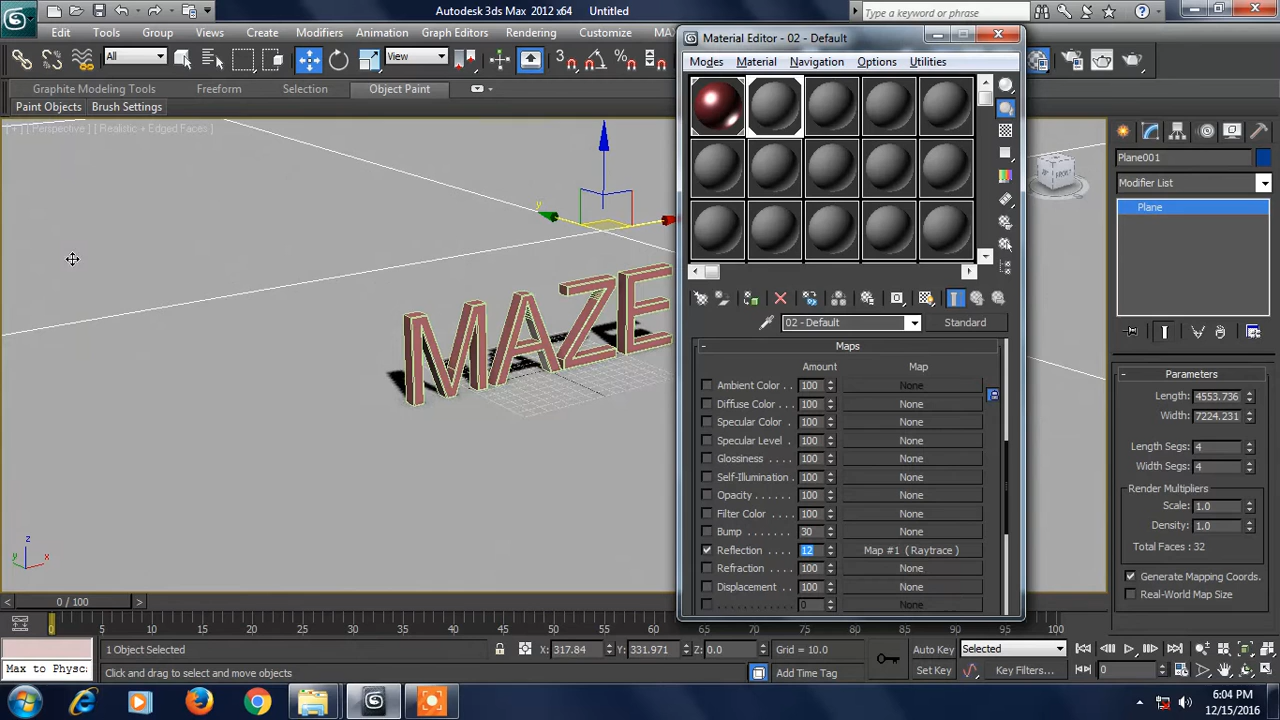 Autodesk 3ds Max 2012 x64 Untitled
Type a keyword or phrase
Edit Tools Group Views Create Modifiers Animation Graph Editors Rendering Customize
All
View
Graphite Modeling Tools Freeform Selection Object Paint
Paint Objects Brush Settings
[ + ] [ Perspective ] [ Realistic + Edged Faces ]
MAZE
FRONT
z
y x
y
Material Editor - 02 - Default
Modes Material Navigation Options Utilities
02 - Default Standard
- Maps
Amount Map
Ambient Color . . 100 None
Diffuse Color . . . 100 None
Specular Color . . 100 None
Specular Level . 100 None
Glossiness . . . . 100 None
Self-Illumination . 100 None
Opacity . . . . . . 100 None
Filter Color . . . . 100 None
Bump . . . . . . . 30 None
Reflection . . . . 12 Map #1 ( Raytrace )
Refraction . . . . 100 None
Displacement . . 100 None
. . . . . . . . . . . . 0 None
Plane001
Modifier List
Plane
- Parameters
Length: 4553.736
Width: 7224.231
Length Segs: 4
Width Segs: 4
Render Multipliers
Scale: 1.0
Density: 1.0
Total Faces : 32
Generate Mapping Coords.
Real-World Map Size
< 0 / 100 >
0 5 10 15 20 25 30 35 40 45 50 55 60 65 70 75 80 85 90 95 100
1 Object Selected X: 317.84 Y: 331.971 Z: 0.0 Grid = 10.0 Auto Key Selected
Max to Physc. Click and drag to select and move objects Add Time Tag Set Key Key Filters... 0
6:04 PM
12/15/2016